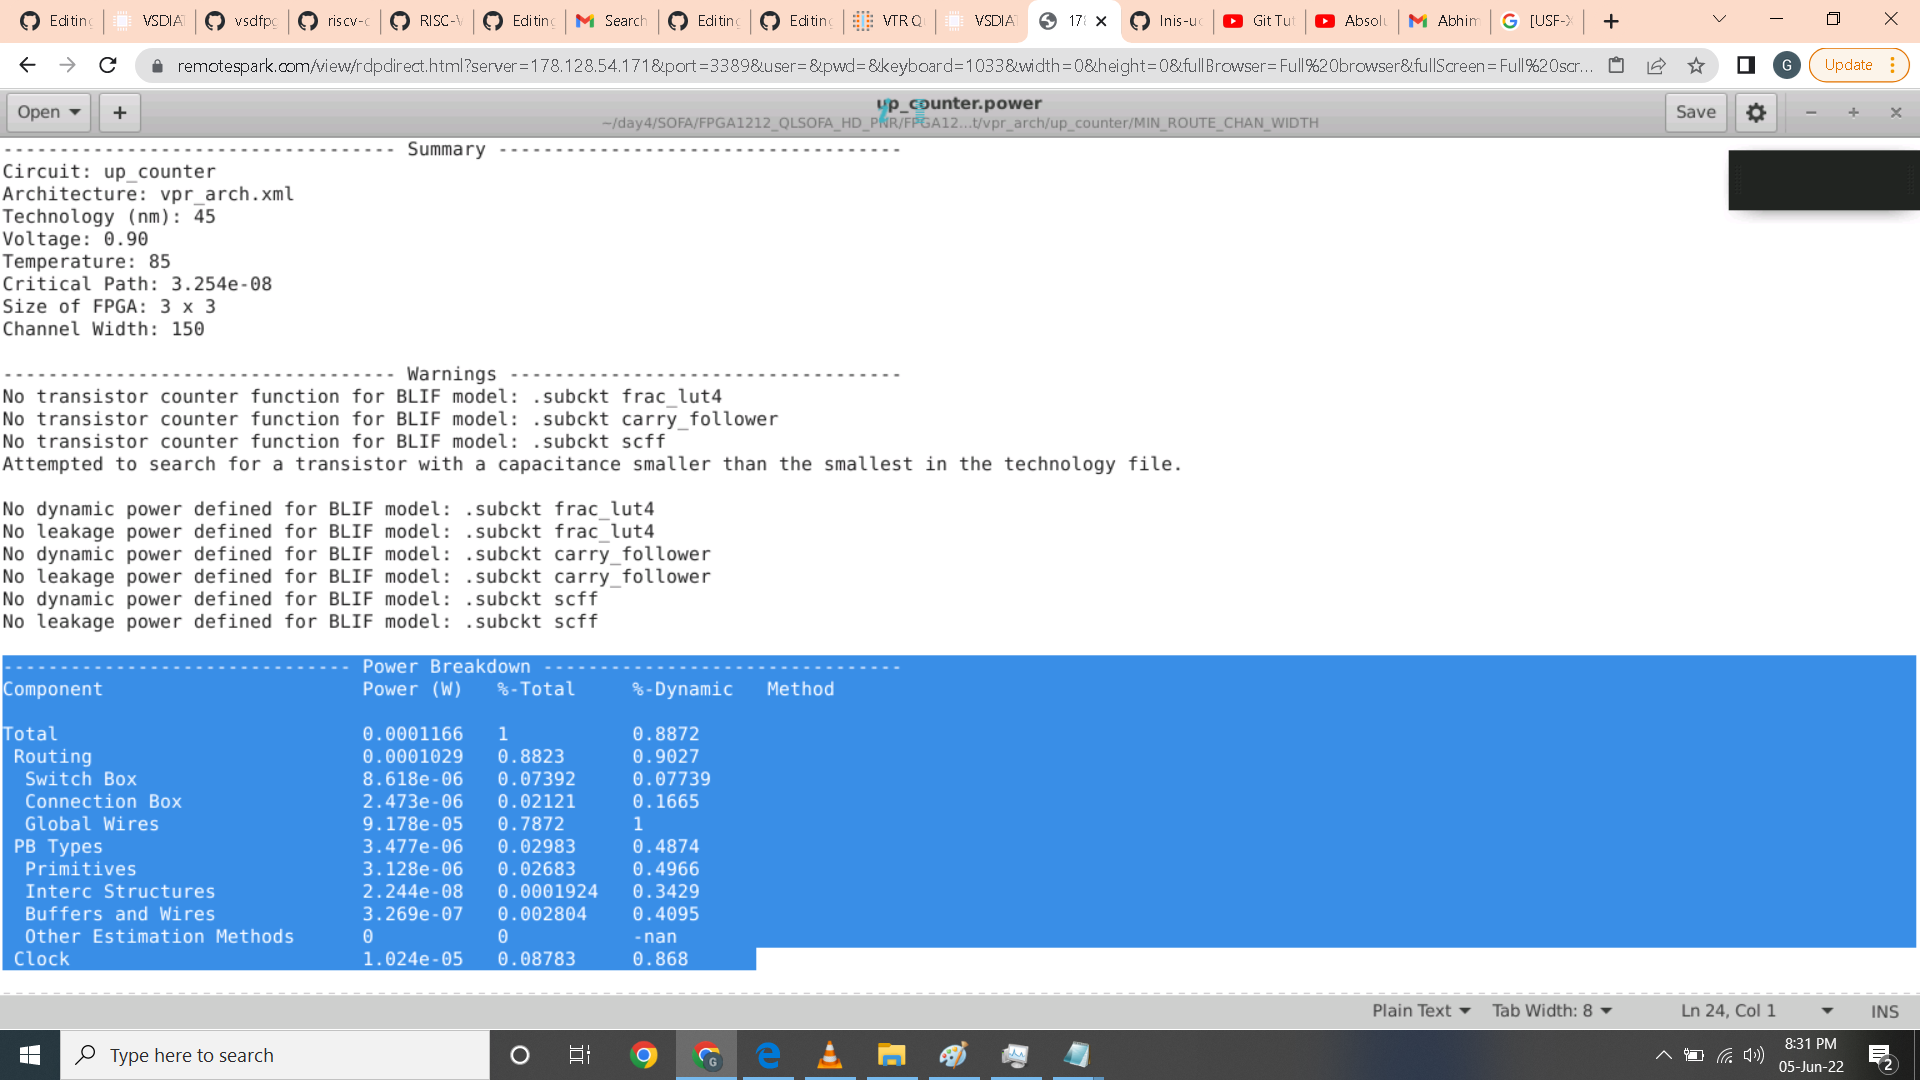 Editing
VSDIAT
vsdfpg
riscv-c
RISC-V
Editing
Search
Editing
Editing
VTR Q
VSDIAT
178
Inis-uc
Git Tut
Absol
Abhim
[USF-X
remotespark.com/view/rdpdirect.html?server=178.128.54.171&port=3389&user=&pwd=&keyboard=1033&width=0&height=0&fullBrowser=Full%20browser&fullScreen=Full%20scr...
G
Update
Open
up_counter.power
~/day4/SOFA/FPGA1212_QLSOFA_HD_PNR/FPGA12...t/vpr_arch/up_counter/MIN_ROUTE_CHAN_WIDTH
Save
----------------------------------- Summary ------------------------------------
Circuit: up_counter
Architecture: vpr_arch.xml
Technology (nm): 45
Voltage: 0.90
Temperature: 85
Critical Path: 3.254e-08
Size of FPGA: 3 x 3
Channel Width: 150
----------------------------------- Warnings -----------------------------------
No transistor counter function for BLIF model: .subckt frac_lut4
No transistor counter function for BLIF model: .subckt carry_follower
No transistor counter function for BLIF model: .subckt scff
Attempted to search for a transistor with a capacitance smaller than the smallest in the technology file.
No dynamic power defined for BLIF model: .subckt frac_lut4
No leakage power defined for BLIF model: .subckt frac_lut4
No dynamic power defined for BLIF model: .subckt carry_follower
No leakage power defined for BLIF model: .subckt carry_follower
No dynamic power defined for BLIF model: .subckt scff
No leakage power defined for BLIF model: .subckt scff
------------------------------- Power Breakdown --------------------------------
Component Power (W) %-Total %-Dynamic Method
Total 0.0001166 1 0.8872
Routing 0.0001029 0.8823 0.9027
Switch Box 8.618e-06 0.07392 0.07739
Connection Box 2.473e-06 0.02121 0.1665
Global Wires 9.178e-05 0.7872 1
PB Types 3.477e-06 0.02983 0.4874
Primitives 3.128e-06 0.02683 0.4966
Interc Structures 2.244e-08 0.0001924 0.3429
Buffers and Wires 3.269e-07 0.002804 0.4095
Other Estimation Methods 0 0 -nan
Clock 1.024e-05 0.08783 0.868
Plain Text
Tab Width: 8
Ln 24, Col 1
INS
Type here to search
8:31 PM
05-Jun-22
2